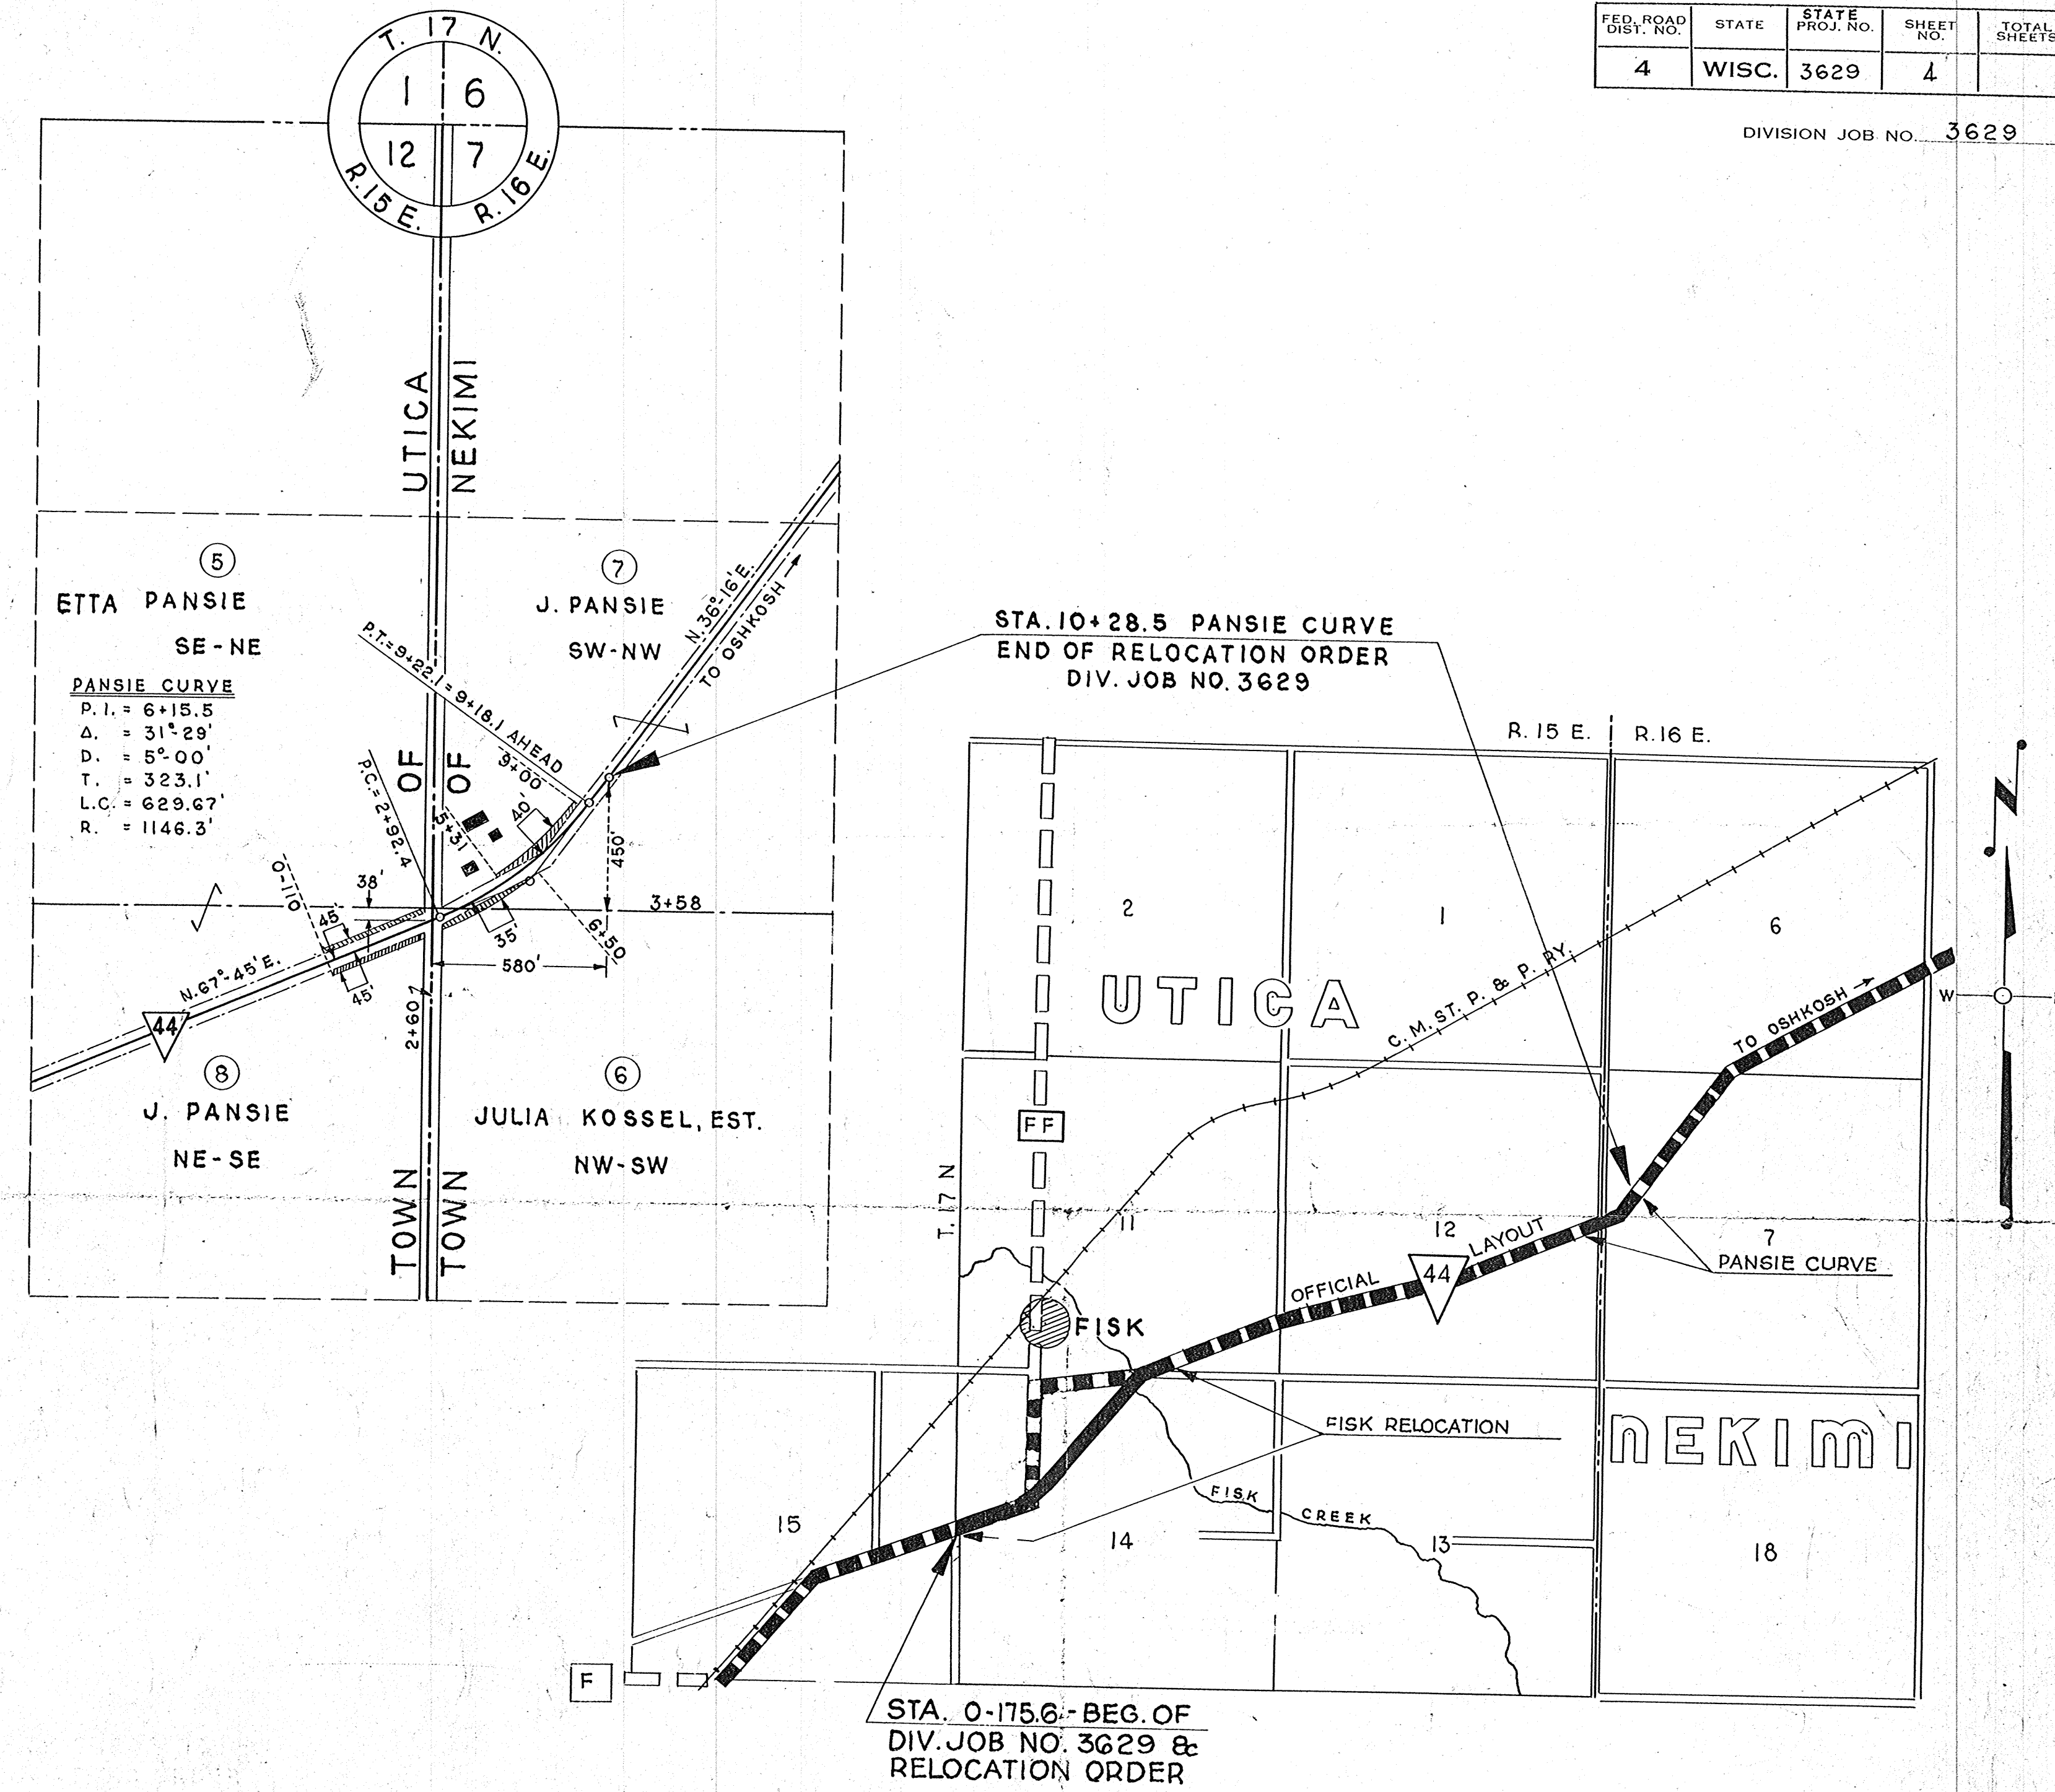 FED. ROAD DIST. NO.
STATE
STATE PROJ. NO.
SHEET NO.
TOTAL SHEETS
4
WISC.
3629
4
DIVISION JOB NO. 3629
T. 17 N.
1
6
12
7
R. 15 E.
R. 16 E.
TOWN OF UTICA
TOWN OF NEKIMI
5
ETTA PANSIE
SE-NE
7
J. PANSIE
SW-NW
PANSIE CURVE
P. I. = 6+15.5
Δ. = 31°-29'
D. = 5°-00'
T. = 323.1'
L.C. = 629.67'
R. = 1146.3'
P.T. = 9+22.1 = 9+18.1 AHEAD
P.C. = 2+92.4
N. 36°-16' E.
TO OSHKOSH
9+00
40'
5+31
450'
0-110
38'
45'
45'
35'
3+58
6+50
580'
2+60
N. 67°-45' E.
44
8
J. PANSIE
NE-SE
6
JULIA KOSSEL, EST.
NW-SW
STA. 10+28.5 PANSIE CURVE
END OF RELOCATION ORDER
DIV. JOB NO. 3629
R. 15 E.
R. 16 E.
2
1
6
UTICA
C. M. ST. P. & P. RY.
TO OSHKOSH
W
FF
T. 17 N
11
12
7
OFFICIAL
44
LAYOUT
PANSIE CURVE
FISK
FISK RELOCATION
NEKIMI
FISK CREEK
15
14
13
18
F
STA. 0-175.6 - BEG. OF
DIV. JOB NO. 3629 &
RELOCATION ORDER